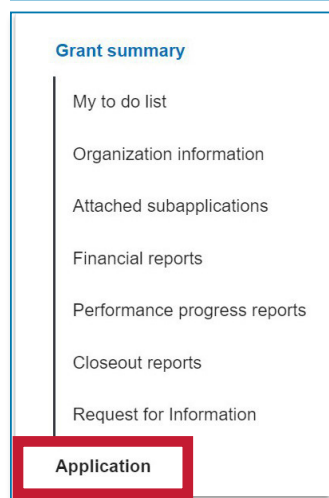 Grant summary
My to do list
Organization information
Attached subapplications
Financial reports
Performance progress reports
Closeout reports
Request for Information
Application